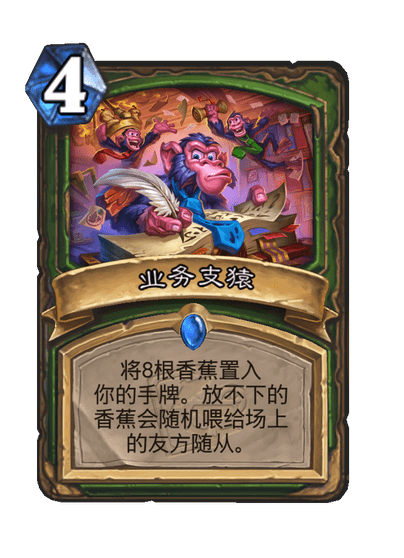 4
业务支猿
将8根香蕉置入
你的手牌。放不下的
香蕉会随机喂给场上
的友方随从。